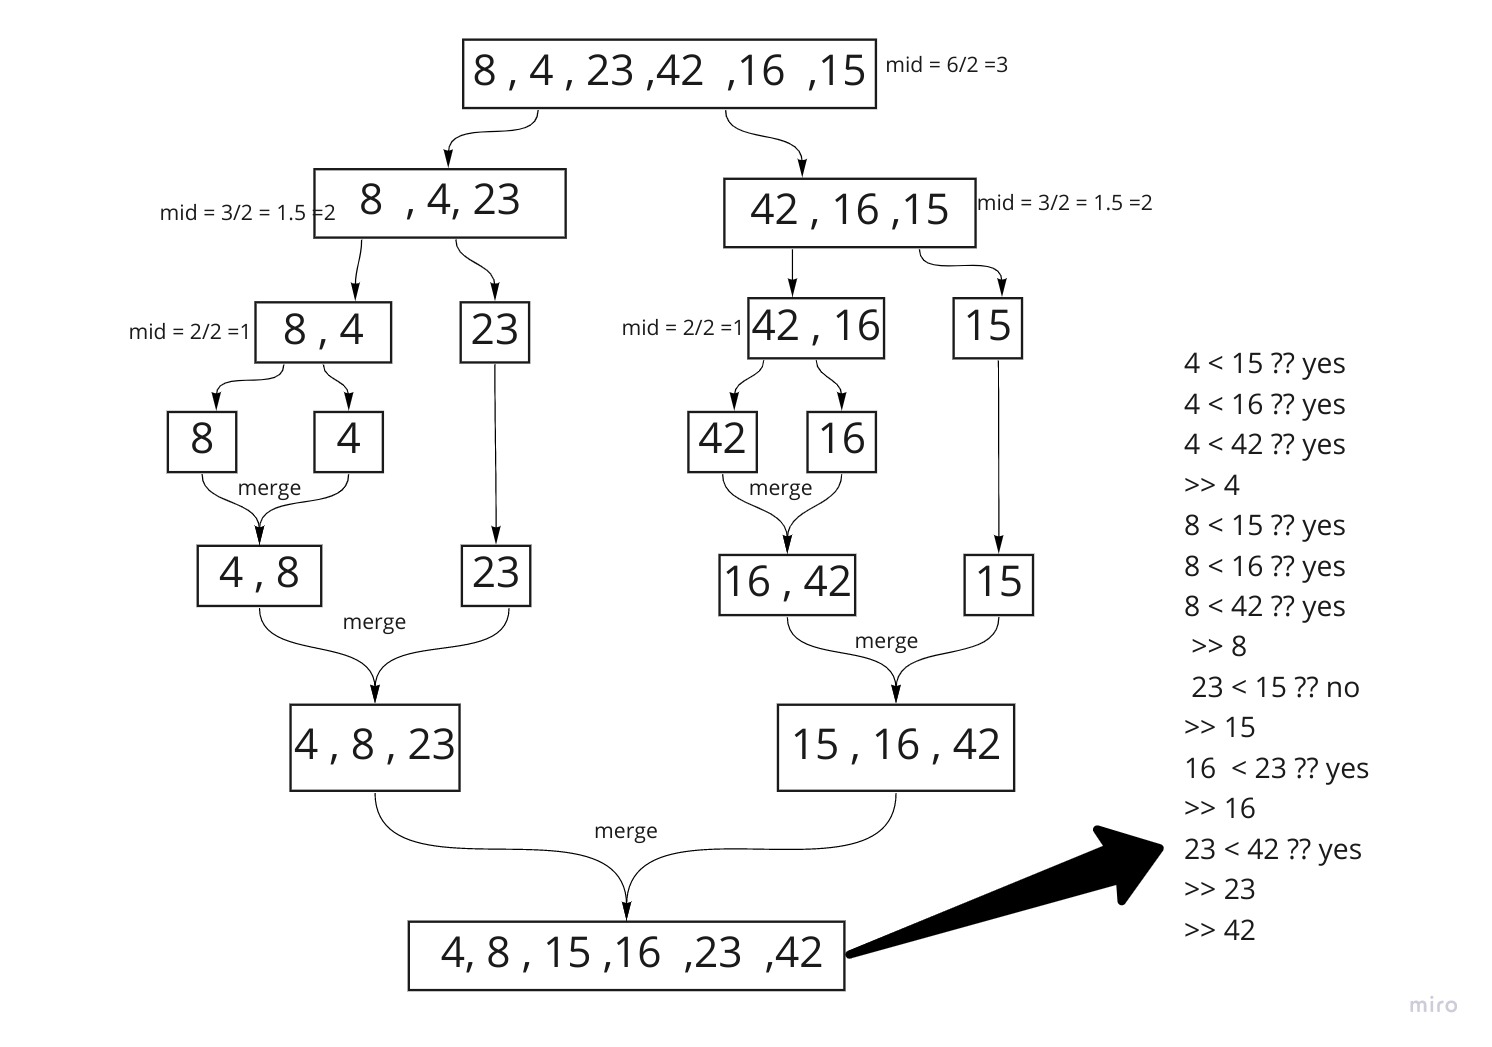 8 , 4 , 23 ,42 ,16 ,15
mid = 6/2 =3
mid = 3/2 = 1.5 =2
8 , 4, 23
42 , 16 ,15
mid = 3/2 = 1.5 =2
mid = 2/2 =1
8 , 4
23
mid = 2/2 =1
42 , 16
15
8
4
42
16
merge
merge
4 , 8
23
16 , 42
15
merge
merge
4 , 8 , 23
15 , 16 , 42
merge
4, 8 , 15 ,16 ,23 ,42
4 < 15 ?? yes
4 < 16 ?? yes
4 < 42 ?? yes
>> 4
8 < 15 ?? yes
8 < 16 ?? yes
8 < 42 ?? yes
>> 8
23 < 15 ?? no
>> 15
16 < 23 ?? yes
>> 16
23 < 42 ?? yes
>> 23
>> 42
miro